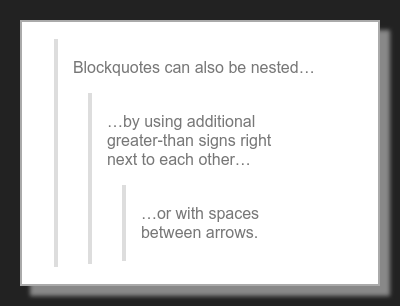 Blockquotes can also be nested…
…by using additional
greater-than signs right
next to each other…
…or with spaces
between arrows.